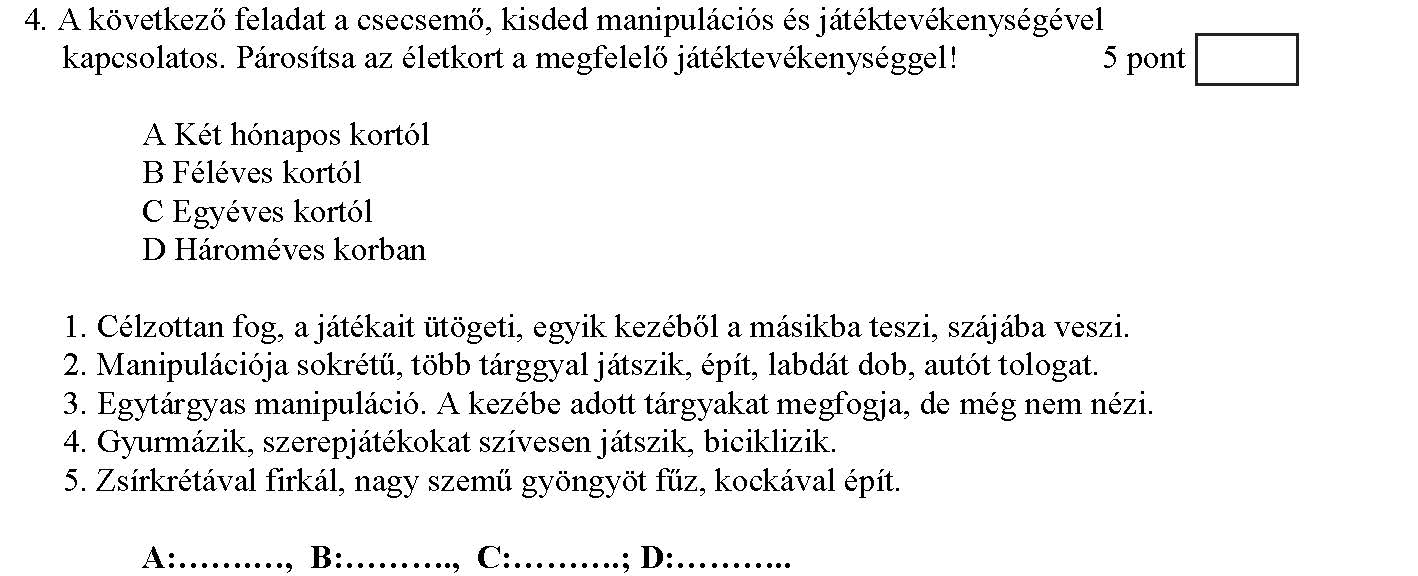 4. A következő feladat a csecsemő, kisded manipulációs és játéktevékenységével
kapcsolatos. Párosítsa az életkort a megfelelő játéktevékenységgel! 5 pont
A Két hónapos kortól
B Féléves kortól
C Egyéves kortól
D Hároméves korban
1. Célzottan fog, a játékait ütögeti, egyik kezéből a másikba teszi, szájába veszi.
2. Manipulációja sokrétű, több tárggyal játszik, épít, labdát dob, autót tologat.
3. Egytárgyas manipuláció. A kezébe adott tárgyakat megfogja, de még nem nézi.
4. Gyurmázik, szerepjátékokat szívesen játszik, biciklizik.
5. Zsírkrétával firkál, nagy szemű gyöngyöt fűz, kockával épít.
A:…….…, B:………., C:……….; D:………..